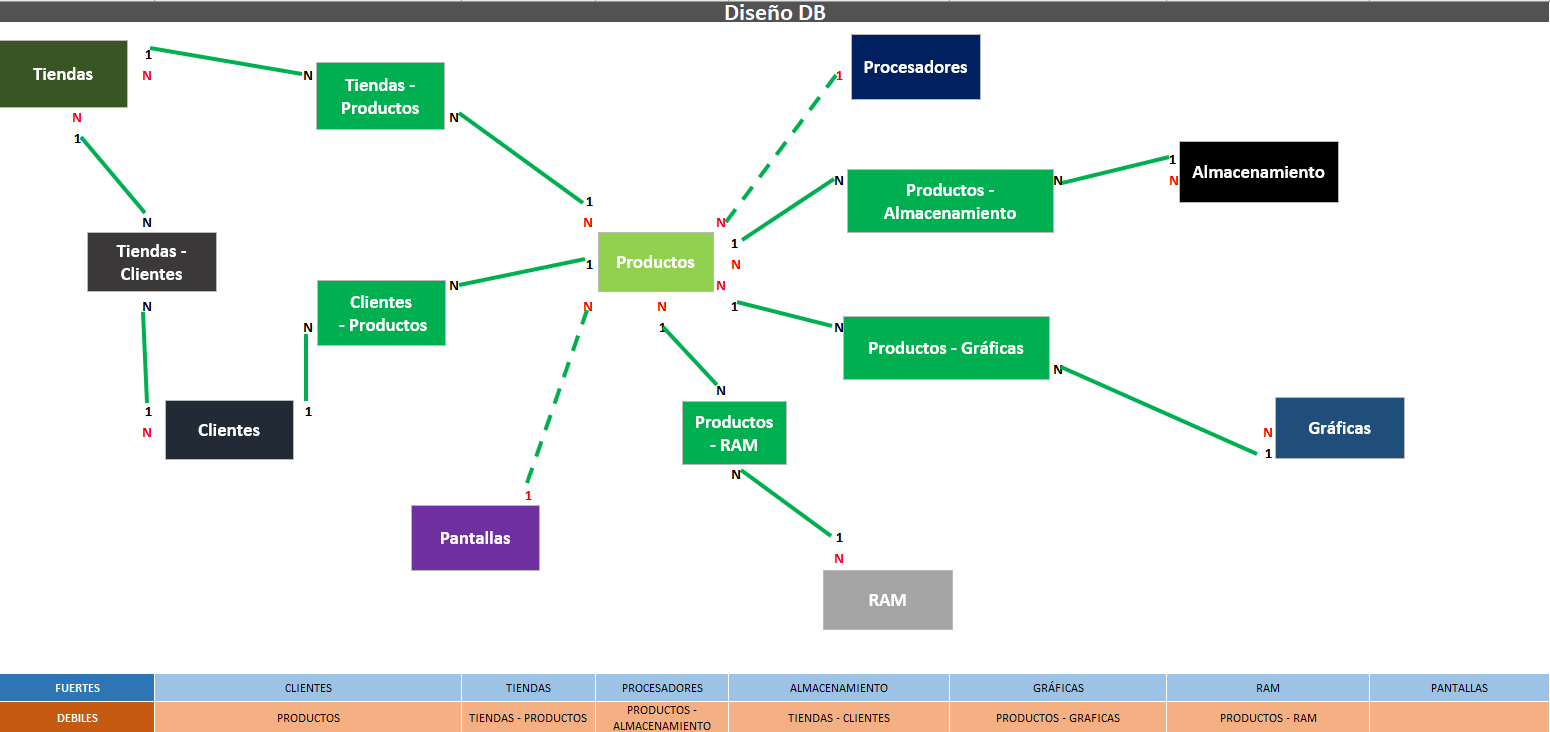 Diseño DB
Tiendas
1
N
N
1
N
Tiendas -
Productos
N
1
N
Procesadores
1
N
1
N
N
Productos -
Almacenamiento
N
1
N
Almacenamiento
N
Tiendas -
Clientes
N
1
N
Clientes
1
N
Clientes
- Productos
N
1
Productos
N
N
1
N
1
N
Productos - Gráficas
N
N
1
Gráficas
N
Productos
- RAM
N
1
N
RAM
1
Pantallas
FUERTES
CLIENTES
TIENDAS
PROCESADORES
ALMACENAMIENTO
GRÁFICAS
RAM
PANTALLAS
DEBILES
PRODUCTOS
TIENDAS - PRODUCTOS
PRODUCTOS -
ALMACENAMIENTO
TIENDAS - CLIENTES
PRODUCTOS - GRAFICAS
PRODUCTOS - RAM